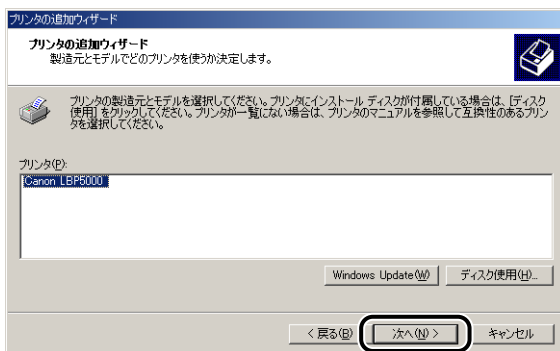 プリンタの追加ウィザード
プリンタの追加ウィザード
製造元とモデルでどのプリンタを使うか決定します。
プリンタの製造元とモデルを選択してください。プリンタにインストール ディスクが付属している場合は、[ディスク
使用] をクリックしてください。プリンタが一覧にない場合は、プリンタのマニュアルを参照して互換性のあるプリン
タを選択してください。
プリンタ(P):
Canon LBP5000
Windows Update(W)
ディスク使用(H)...
< 戻る(B)
次へ(N) >
キャンセル